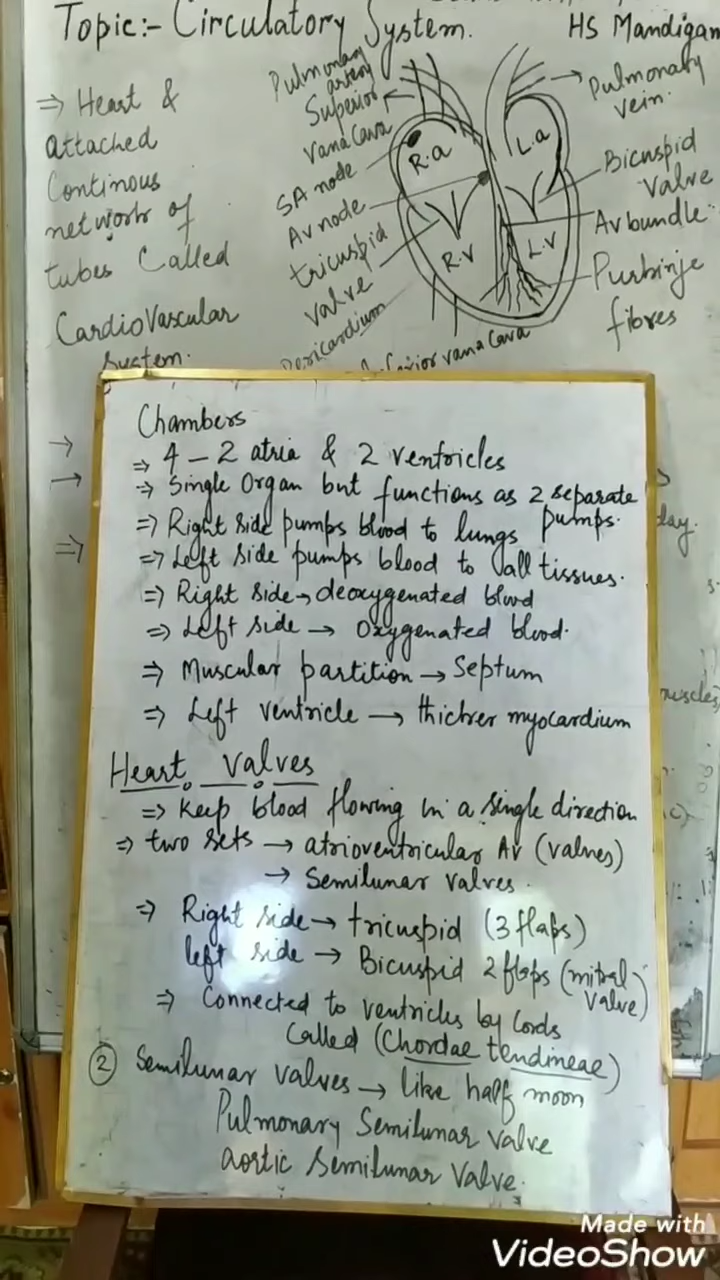 Topic:- Circulatory System.
HS Mandigam
⇒ Heart &
attached
Continous
network of
tubes Called
CardioVascular
System.
Pulmonary
artery
Superior
Vana Cava
SA node
Av node
tricuspid
valve
Pericardium
R.a
L.a
R.v
L.v
Pulmonary
vein.
Bicuspid
Valve
Av bundle.
Purbinje
fibres
vana Cava
Chambers
⇒ 4 - 2 atria & 2 ventricles
⇒ Single Organ but functions as 2 separate
pumps.
⇒ Right side pumps blood to lungs
⇒ Left side pumps blood to all tissues.
⇒ Right side → deoxygenated blood
⇒ Left side → Oxygenated blood.
⇒ Muscular partition → Septum
⇒ Left ventricle → thicker myocardium
Heart valves
⇒ Keep blood flowing in a single direction
⇒ two sets → atrioventricular Av (valves)
→ Semilunar valves.
⇒ Right side → tricuspid (3 flaps)
left side → Bicuspid 2 flaps (mitral
valve)
⇒ Connected to ventricles by Cords
Called (Chordae tendineae)
② Semilunar valves → like half moon
Pulmonary Semilunar valve
aortic Semilunar valve.
day.
Made with
VideoShow